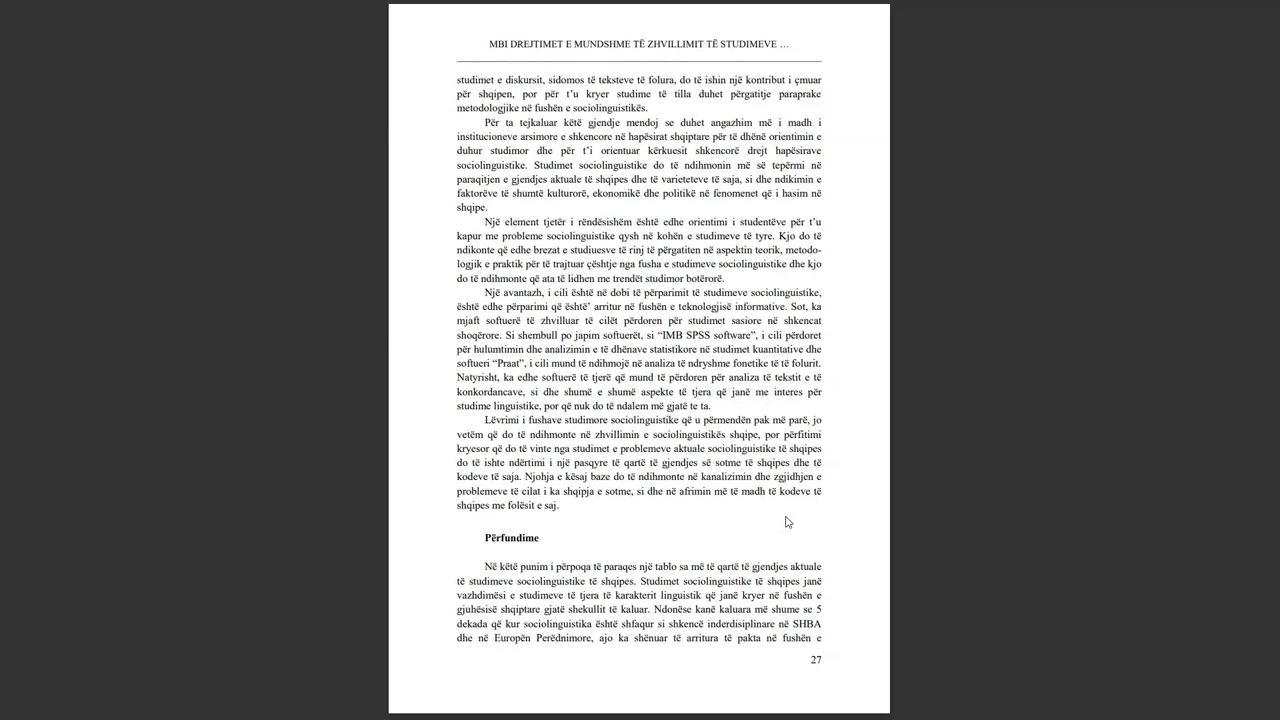 MBI DREJTIMET E MUNDSHME TË ZHVILLIMIT TË STUDIMEVE …
studimet e diskursit, sidomos të teksteve të folura, do të ishin një kontribut i çmuar
për shqipen, por për t’u kryer studime të tilla duhet përgatitje paraprake
metodologjike në fushën e sociolinguistikës.
Për ta tejkaluar këtë gjendje mendoj se duhet angazhim më i madh i
institucioneve arsimore e shkencore në hapësirat shqiptare për të dhënë orientimin e
duhur studimor dhe për t’i orientuar kërkuesit shkencorë drejt hapësirave
sociolinguistike. Studimet sociolinguistike do të ndihmonin më së tepërmi në
paraqitjen e gjendjes aktuale të shqipes dhe të varieteteve të saja, si dhe ndikimin e
faktorëve të shumtë kulturorë, ekonomikë dhe politikë në fenomenet që i hasim në
shqipe.
Një element tjetër i rëndësishëm është edhe orientimi i studentëve për t’u
kapur me probleme sociolinguistike qysh në kohën e studimeve të tyre. Kjo do të
ndikonte që edhe brezat e studiuesve të rinj të përgatiten në aspektin teorik, metodo-
logjik e praktik për të trajtuar çështje nga fusha e studimeve sociolinguistike dhe kjo
do të ndihmonte që ata të lidhen me trendët studimor botërorë.
Një avantazh, i cili është në dobi të përparimit të studimeve sociolinguistike,
është edhe përparimi që është’ arritur në fushën e teknologjisë informative. Sot, ka
mjaft softuerë të zhvilluar të cilët përdoren për studimet sasiore në shkencat
shoqërore. Si shembull po japim softuerët, si “IMB SPSS software”, i cili përdoret
për hulumtimin dhe analizimin e të dhënave statistikore në studimet kuantitative dhe
softueri “Praat”, i cili mund të ndihmojë në analiza të ndryshme fonetike të të folurit.
Natyrisht, ka edhe softuerë të tjerë që mund të përdoren për analiza të tekstit e të
konkordancave, si dhe shumë e shumë aspekte të tjera që janë me interes për
studime linguistike, por që nuk do të ndalem më gjatë te ta.
Lëvrimi i fushave studimore sociolinguistike që u përmendën pak më parë, jo
vetëm që do të ndihmonte në zhvillimin e sociolinguistikës shqipe, por përfitimi
kryesor që do të vinte nga studimet e problemeve aktuale sociolinguistike të shqipes
do të ishte ndërtimi i një pasqyre të qartë të gjendjes së sotme të shqipes dhe të
kodeve të saja. Njohja e kësaj baze do të ndihmonte në kanalizimin dhe zgjidhjen e
problemeve të cilat i ka shqipja e sotme, si dhe në afrimin më të madh të kodeve të
shqipes me folësit e saj.
Përfundime
Në këtë punim i përpoqa të paraqes një tablo sa më të qartë të gjendjes aktuale
të studimeve sociolinguistike të shqipes. Studimet sociolinguistike të shqipes janë
vazhdimësi e studimeve të tjera të karakterit linguistik që janë kryer në fushën e
gjuhësisë shqiptare gjatë shekullit të kaluar. Ndonëse kanë kaluara më shume se 5
dekada që kur sociolinguistika është shfaqur si shkencë inderdisiplinare në SHBA
dhe në Europën Perëdnimore, ajo ka shënuar të arritura të pakta në fushën e
27